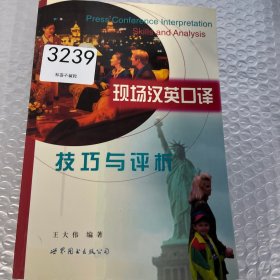 Press Conference Interpretation
Skills and Analysis
3239
现场汉英口译
技巧与评析
王大伟 编著
世界图书出版公司